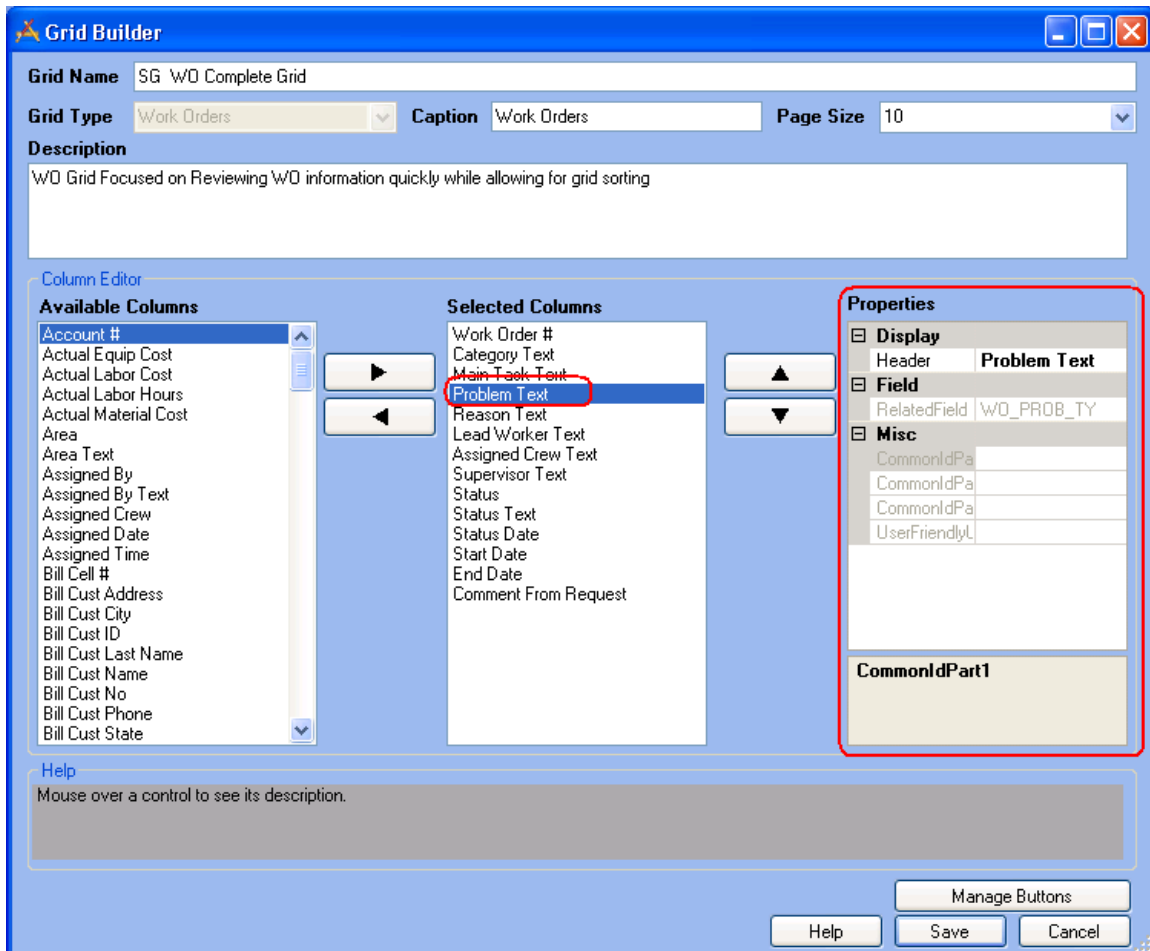 Grid Builder
Grid Name SG WO Complete Grid
Grid Type Work Orders Caption Work Orders Page Size 10
Description
WO Grid Focused on Reviewing WO information quickly while allowing for grid sorting
Column Editor
Available Columns
Account #
Actual Equip Cost
Actual Labor Cost
Actual Labor Hours
Actual Material Cost
Area
Area Text
Assigned By
Assigned By Text
Assigned Crew
Assigned Date
Assigned Time
Bill Cell #
Bill Cust Address
Bill Cust City
Bill Cust ID
Bill Cust Last Name
Bill Cust Name
Bill Cust No
Bill Cust Phone
Bill Cust State
Selected Columns
Work Order #
Category Text
Main Task Text
Problem Text
Reason Text
Lead Worker Text
Assigned Crew Text
Supervisor Text
Status
Status Text
Status Date
Start Date
End Date
Comment From Request
Properties
Display
Header Problem Text
Field
RelatedField WO_PROB_TY
Misc
CommonIdPa
CommonIdPa
CommonIdPa
UserFriendlyL
CommonIdPart1
Help
Mouse over a control to see its description.
Manage Buttons
Help Save Cancel